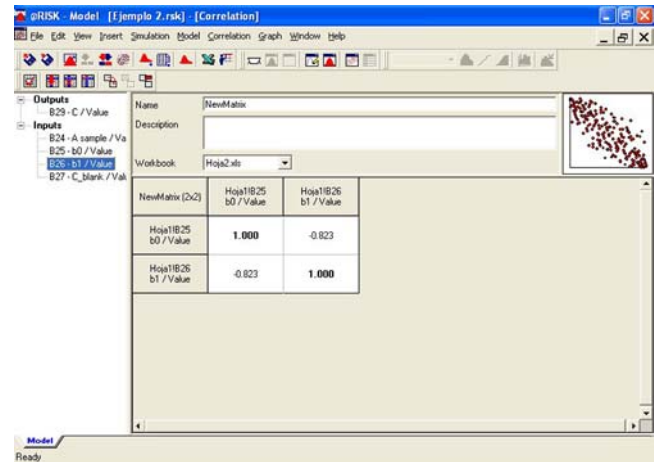 @RISK - Model [Ejemplo 2.rsk] - [Correlation]
File Edit View Insert Simulation Model Correlation Graph Window Help
Outputs
B29 - C / Value
Inputs
B24 - A sample / Va
B25 - b0 / Value
B26 - b1 / Value
B27 - C_blank. / Val
Name NewMatrix
Description
Workbook Hoja2.xls
NewMatrix (2x2) Hoja1!B25 b0 / Value Hoja1!B26 b1 / Value
Hoja1!B25 b0 / Value 1.000 -0.823
Hoja1!B26 b1 / Value -0.823 1.000
Model
Ready